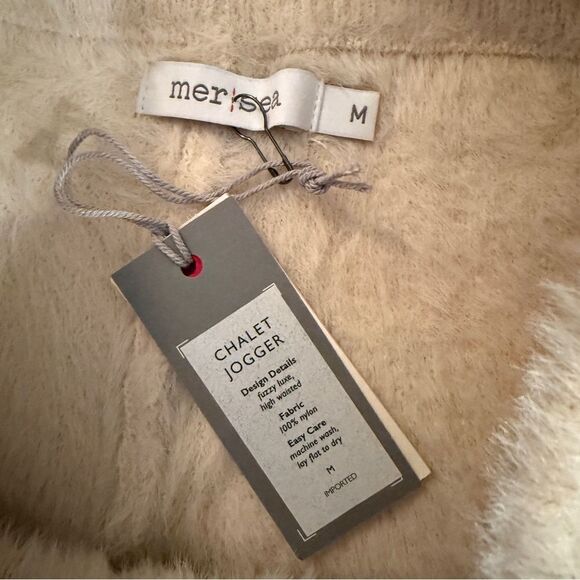 mer|sea
M
CHALET
JOGGER
Design Details
fuzzy luxe,
high waisted
Fabric
100% nylon
Easy Care
machine wash,
lay flat to dry
M
IMPORTED